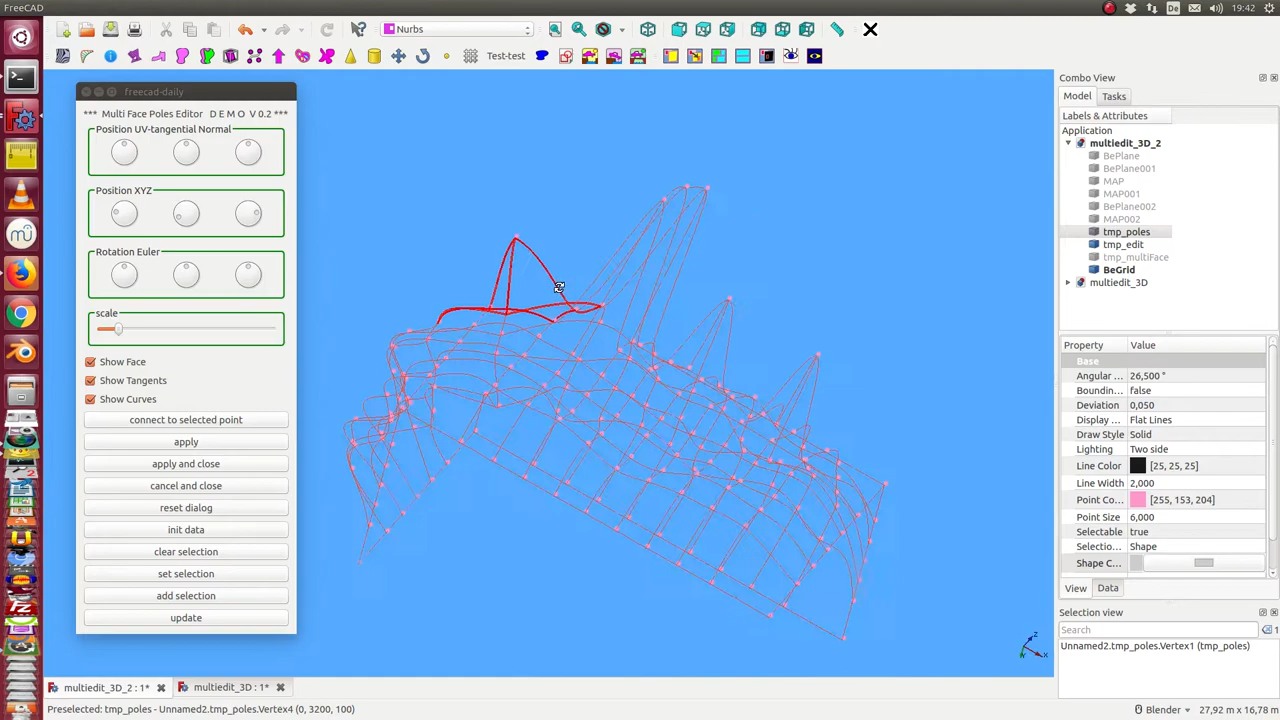 FreeCAD
De
19:42
Nurbs
Test-test
freecad-daily
*** Multi Face Poles Editor D E M O V 0.2 ***
Position UV-tangential Normal
Position XYZ
Rotation Euler
scale
Show Face
Show Tangents
Show Curves
connect to selected point
apply
apply and close
cancel and close
reset dialog
init data
clear selection
set selection
add selection
update
Combo View
Model
Tasks
Labels & Attributes
Application
multiedit_3D_2
BePlane
BePlane001
MAP
MAP001
BePlane002
MAP002
tmp_poles
tmp_edit
tmp_multiFace
BeGrid
multiedit_3D
Property Value
Base
Angular ... 26,500 °
Boundin... false
Deviation 0,050
Display ... Flat Lines
Draw Style Solid
Lighting Two side
Line Color [25, 25, 25]
Line Width 2,000
Point Co... [255, 153, 204]
Point Size 6,000
Selectable true
Selectio... Shape
Shape C...
View Data
Selection view
Search
1
Unnamed2.tmp_poles.Vertex1 (tmp_poles)
z
x
multiedit_3D_2 : 1*
multiedit_3D : 1*
Preselected: tmp_poles - Unnamed2.tmp_poles.Vertex4 (0, 3200, 100)
Blender
27,92 m x 16,78 m